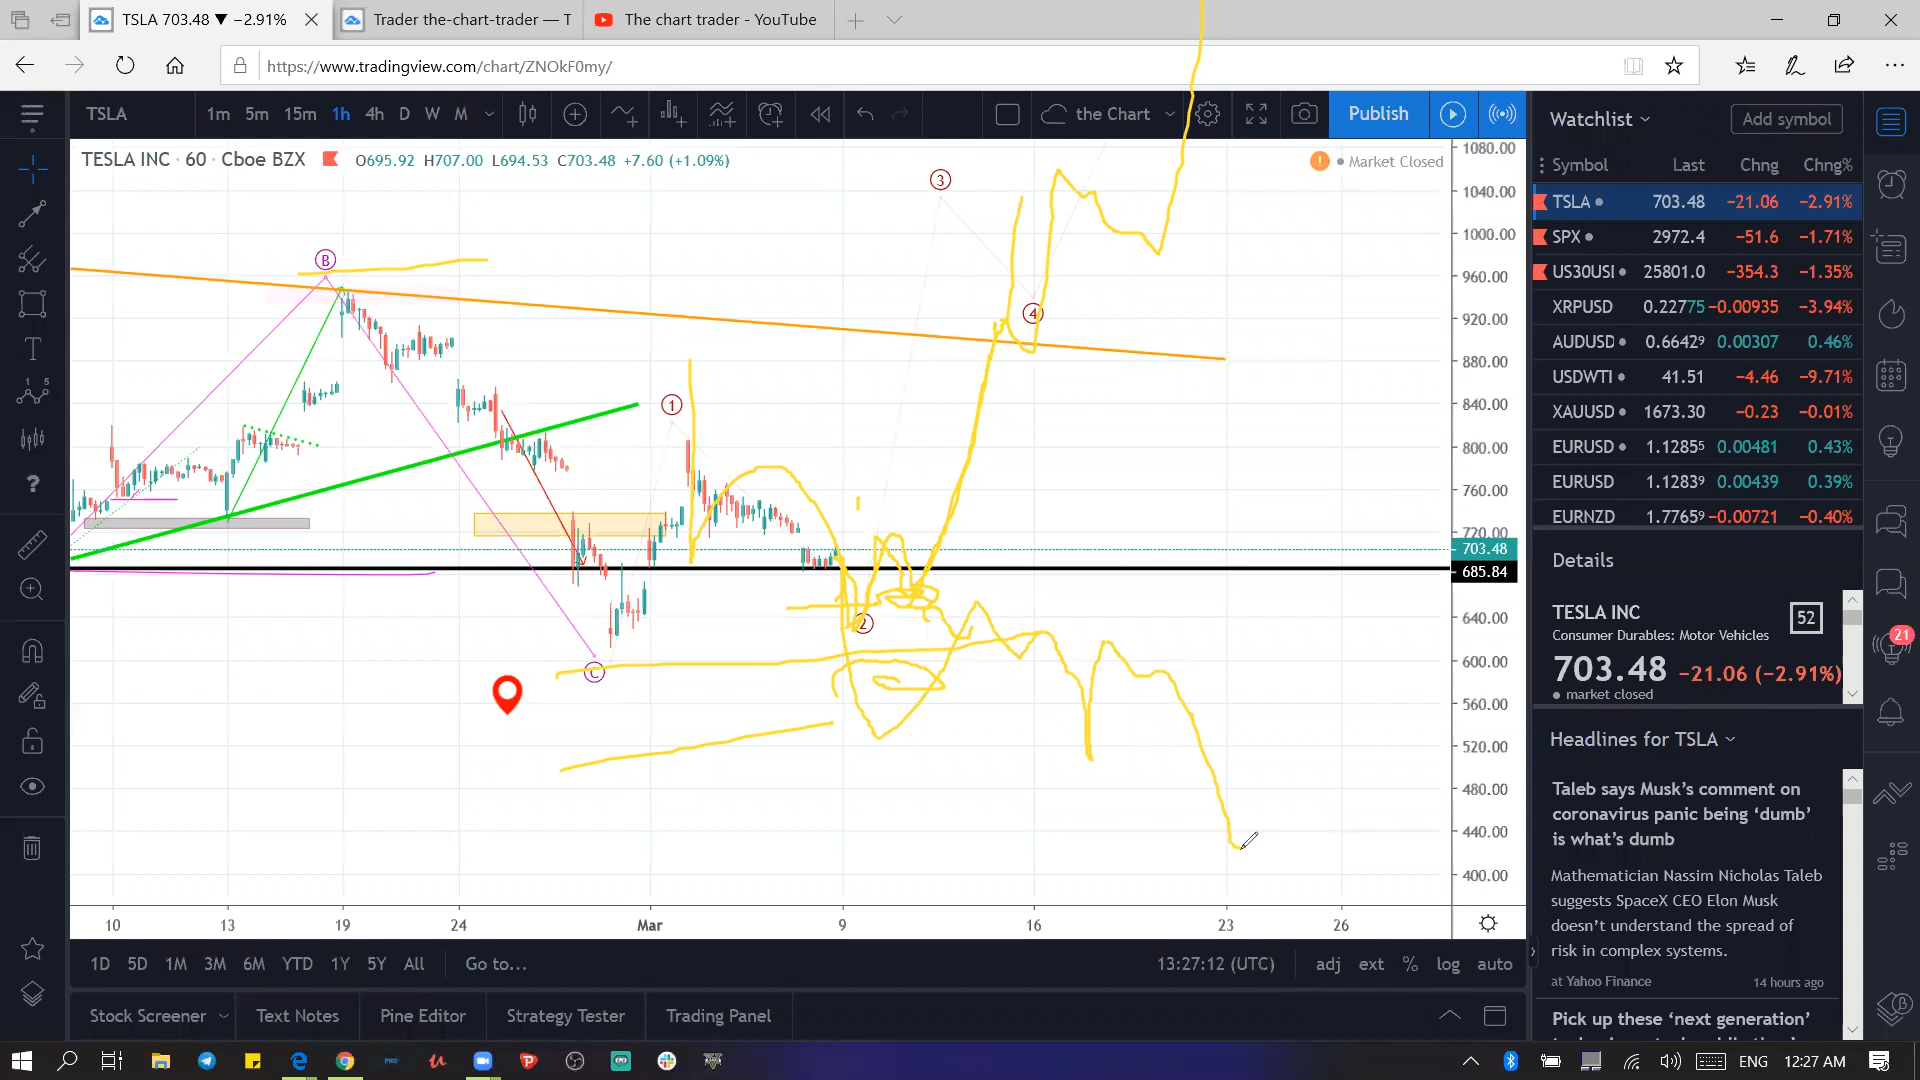 TSLA 703.48 ▼ −2.91%
Trader the-chart-trader — T
The chart trader - YouTube
https://www.tradingview.com/chart/ZNOkF0my/
TSLA 1m 5m 15m 1h 4h D W M the Chart Publish
TESLA INC · 60 · Cboe BZX O695.92 H707.00 L694.53 C703.48 +7.60 (+1.09%)
Market Closed
1080.00
1040.00
1000.00
960.00
920.00
880.00
840.00
800.00
760.00
720.00
703.48
685.84
640.00
600.00
560.00
520.00
480.00
440.00
400.00
B
C
1
2
3
4
10 13 19 24 Mar 9 16 23 26
1D 5D 1M 3M 6M YTD 1Y 5Y All Go to... 13:27:12 (UTC) adj ext % log auto
Stock Screener Text Notes Pine Editor Strategy Tester Trading Panel
Watchlist Add symbol
Symbol Last Chng Chng%
TSLA 703.48 −21.06 −2.91%
SPX 2972.4 −51.6 −1.71%
US30USI 25801.0 −354.3 −1.35%
XRPUSD 0.22775 −0.00935 −3.94%
AUDUSD 0.66429 0.00307 0.46%
USDWTI 41.51 −4.46 −9.71%
XAUUSD 1673.30 −0.23 −0.01%
EURUSD 1.12855 0.00481 0.43%
EURUSD 1.12839 0.00439 0.39%
EURNZD 1.77659 −0.00721 −0.40%
Details
TESLA INC 52
Consumer Durables: Motor Vehicles
703.48 −21.06 (−2.91%)
market closed
Headlines for TSLA
Taleb says Musk’s comment on
coronavirus panic being ‘dumb’
is what’s dumb
Mathematician Nassim Nicholas Taleb
suggests SpaceX CEO Elon Musk
doesn’t understand the spread of
risk in complex systems.
at Yahoo Finance 14 hours ago
Pick up these ‘next generation’
21
ENG 12:27 AM